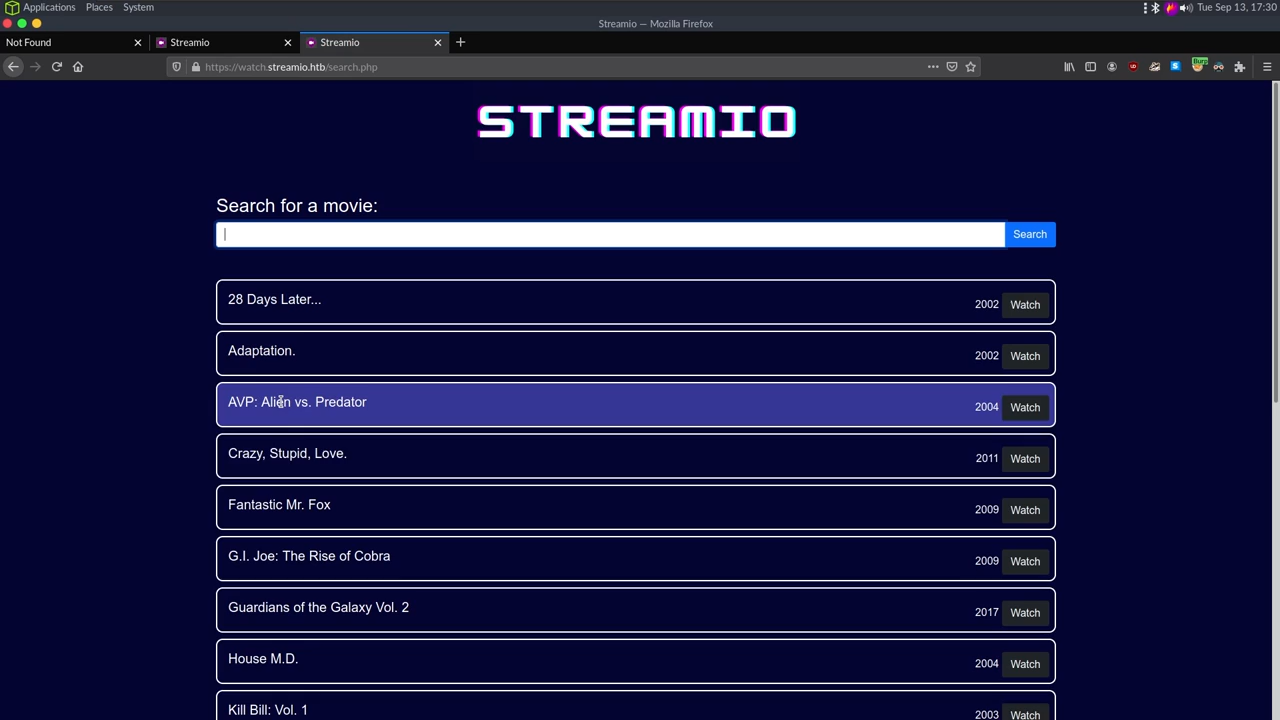 Applications Places System Tue Sep 13, 17:30
Streamio — Mozilla Firefox
Not Found Streamio Streamio
https://watch.streamio.htb/search.php Burp
STREAMIO
Search for a movie:
Search
28 Days Later... 2002 Watch
Adaptation. 2002 Watch
AVP: Alien vs. Predator 2004 Watch
Crazy, Stupid, Love. 2011 Watch
Fantastic Mr. Fox 2009 Watch
G.I. Joe: The Rise of Cobra 2009 Watch
Guardians of the Galaxy Vol. 2 2017 Watch
House M.D. 2004 Watch
Kill Bill: Vol. 1 2003 Watch